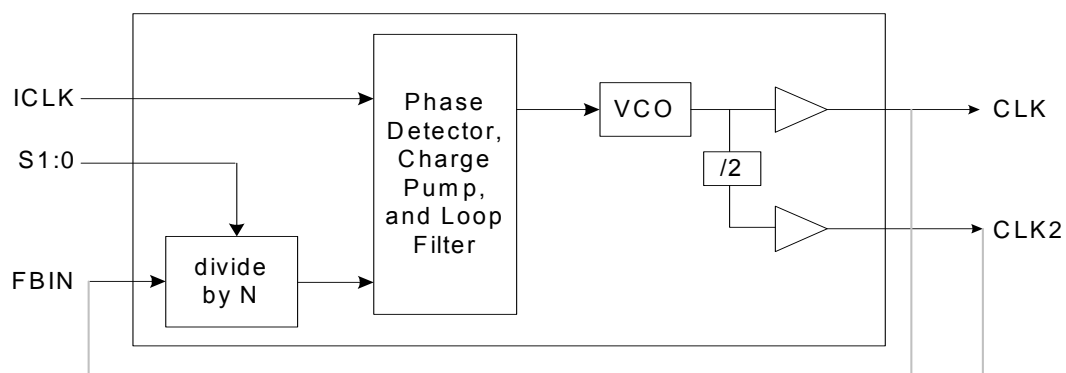 ICLK
S1:0
FBIN
divide
by N
Phase
Detector,
Charge
Pump,
and Loop
Filter
VCO
/2
CLK
CLK2